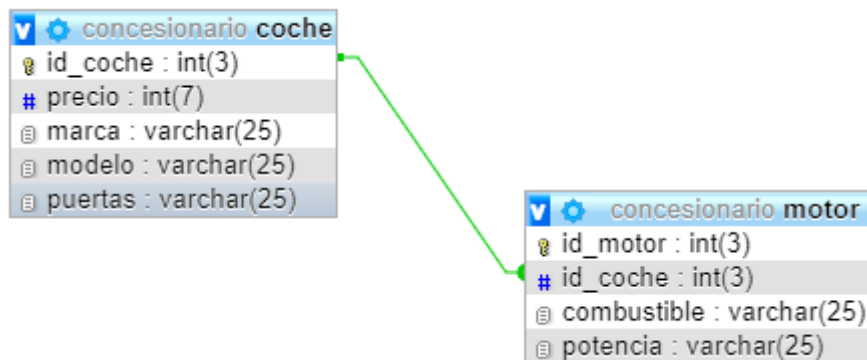 v concesionario coche
id_coche : int(3)
# precio : int(7)
marca : varchar(25)
modelo : varchar(25)
puertas : varchar(25)
v concesionario motor
id_motor : int(3)
# id_coche : int(3)
combustible : varchar(25)
potencia : varchar(25)